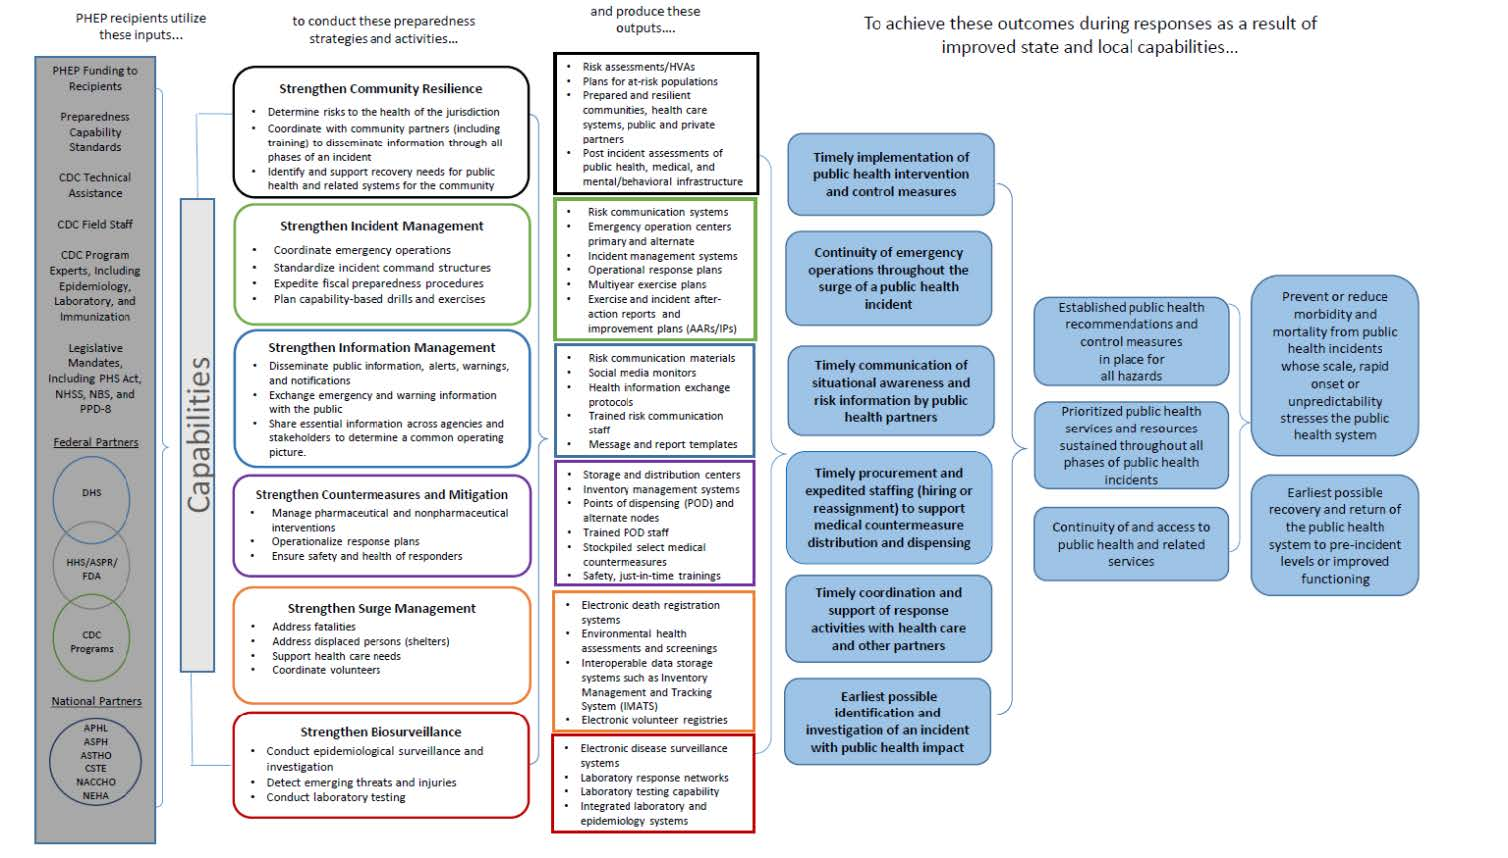 PHEP recipients utilize
these inputs...
PHEP Funding to
Recipients
Preparedness
Capability
Standards
CDC Technical
Assistance
CDC Field Staff
CDC Program
Experts, Including
Epidemiology,
Laboratory, and
Immunization
Legislative
Mandates,
Including PHS Act,
NHSS, NBS, and
PPD-8
Federal Partners
DHS
HHS/ASPR/
FDA
CDC
Programs
National Partners
APHL
ASPH
ASTHO
CSTE
NACCHO
NEHA
Capabilities
to conduct these preparedness
strategies and activities...
Strengthen Community Resilience
• Determine risks to the health of the jurisdiction
• Coordinate with community partners (including
training) to disseminate information through all
phases of an incident
• Identify and support recovery needs for public
health and related systems for the community
Strengthen Incident Management
• Coordinate emergency operations
• Standardize incident command structures
• Expedite fiscal preparedness procedures
• Plan capability-based drills and exercises
Strengthen Information Management
• Disseminate public information, alerts, warnings,
and notifications
• Exchange emergency and warning information
with the public
• Share essential information across agencies and
stakeholders to determine a common operating
picture.
Strengthen Countermeasures and Mitigation
• Manage pharmaceutical and nonpharmaceutical
interventions
• Operationalize response plans
• Ensure safety and health of responders
Strengthen Surge Management
• Address fatalities
• Address displaced persons (shelters)
• Support health care needs
• Coordinate volunteers
Strengthen Biosurveillance
• Conduct epidemiological surveillance and
investigation
• Detect emerging threats and injuries
• Conduct laboratory testing
and produce these
outputs....
• Risk assessments/HVAs
• Plans for at-risk populations
• Prepared and resilient
communities, health care
systems, public and private
partners
• Post incident assessments of
public health, medical, and
mental/behavioral infrastructure
• Risk communication systems
• Emergency operation centers
primary and alternate
• Incident management systems
• Operational response plans
• Multiyear exercise plans
• Exercise and incident after-
action reports and
improvement plans (AARs/IPs)
• Risk communication materials
• Social media monitors
• Health information exchange
protocols
• Trained risk communication
staff
• Message and report templates
• Storage and distribution centers
• Inventory management systems
• Points of dispensing (POD) and
alternate nodes
• Trained POD staff
• Stockpiled select medical
countermeasures
• Safety, just-in-time trainings
• Electronic death registration
systems
• Environmental health
assessments and screenings
• Interoperable data storage
systems such as Inventory
Management and Tracking
System (IMATS)
• Electronic volunteer registries
• Electronic disease surveillance
systems
• Laboratory response networks
• Laboratory testing capability
• Integrated laboratory and
epidemiology systems
To achieve these outcomes during responses as a result of
improved state and local capabilities...
Timely implementation of
public health intervention
and control measures
Continuity of emergency
operations throughout the
surge of a public health
incident
Timely communication of
situational awareness and
risk information by public
health partners
Timely procurement and
expedited staffing (hiring or
reassignment) to support
medical countermeasure
distribution and dispensing
Timely coordination and
support of response
activities with health care
and other partners
Earliest possible
identification and
investigation of an incident
with public health impact
Established public health
recommendations and
control measures
in place for
all hazards
Prioritized public health
services and resources
sustained throughout all
phases of public health
incidents
Continuity of and access to
public health and related
services
Prevent or reduce
morbidity and
mortality from public
health incidents
whose scale, rapid
onset or
unpredictability
stresses the public
health system
Earliest possible
recovery and return of
the public health
system to pre-incident
levels or improved
functioning